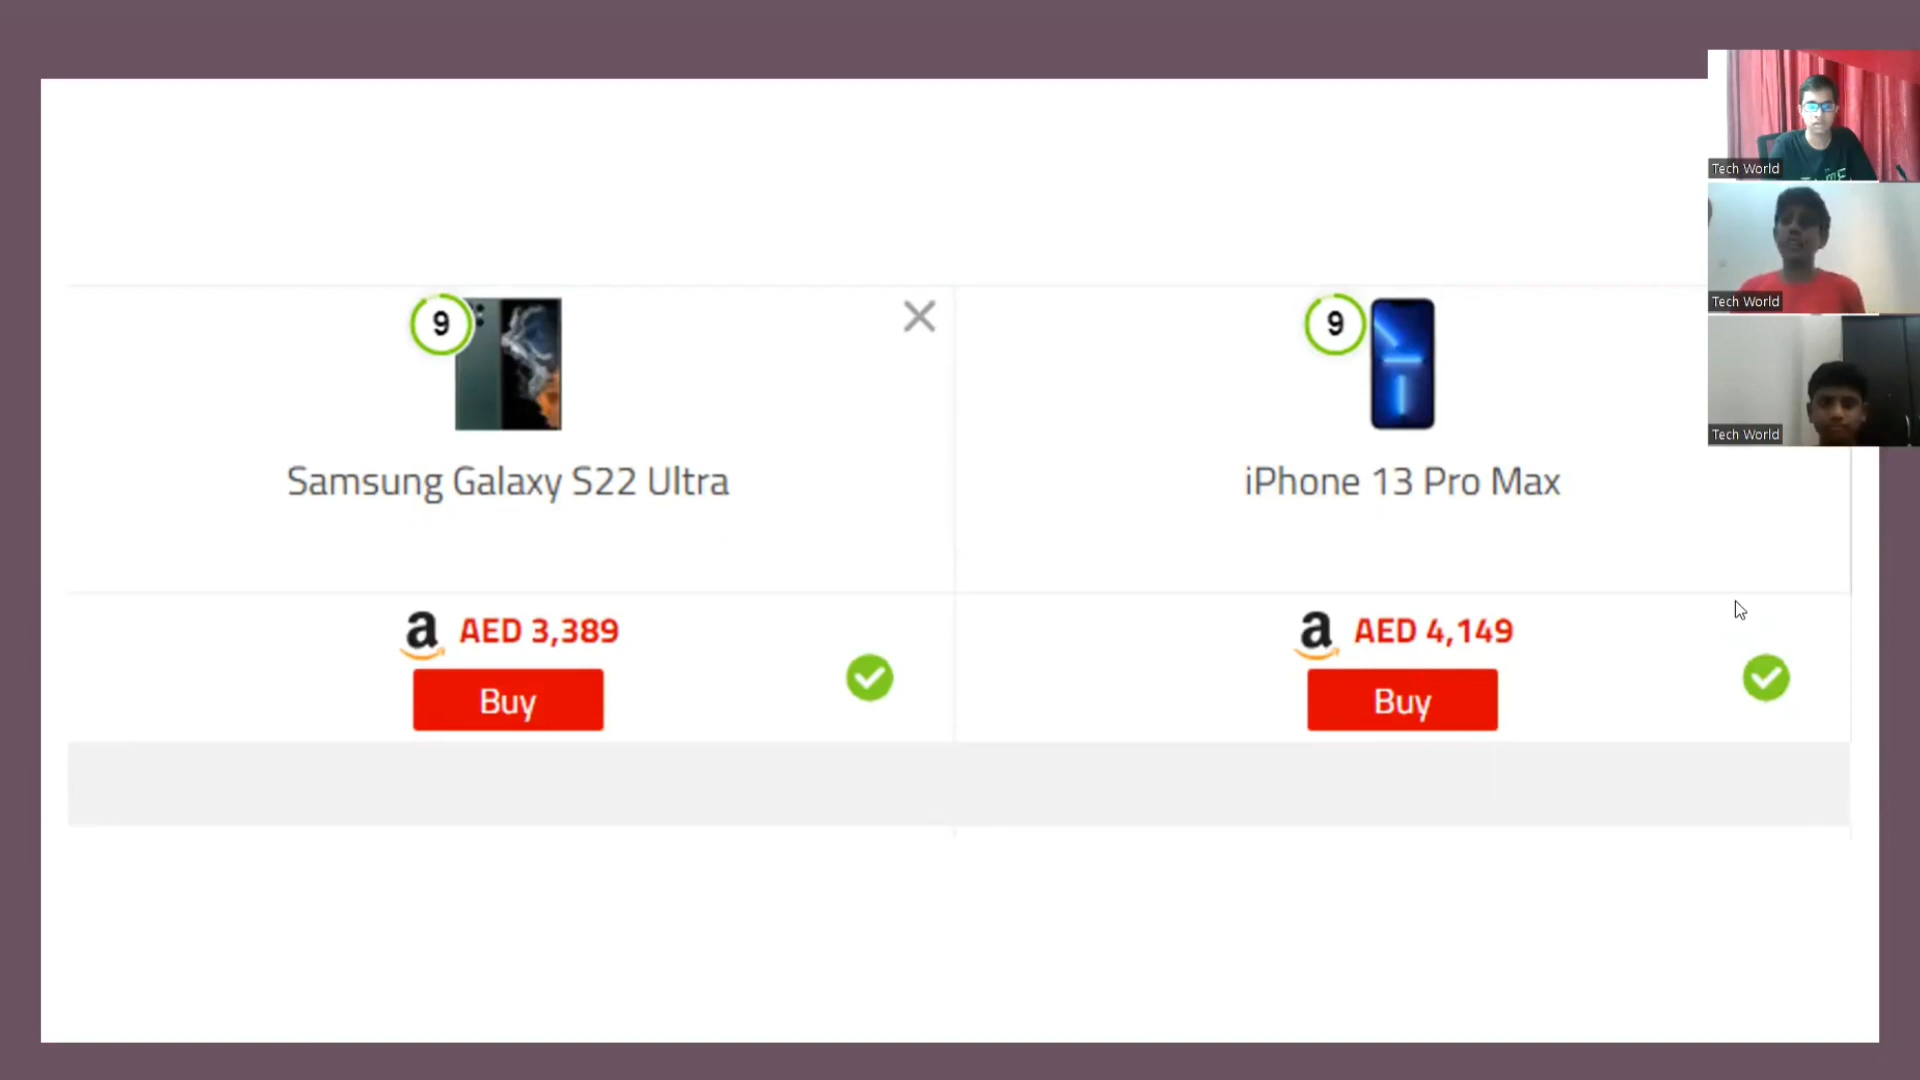 Tech World
Tech World
Tech World
9
9
Samsung Galaxy S22 Ultra
iPhone 13 Pro Max
a AED 3,389
a AED 4,149
Buy
Buy